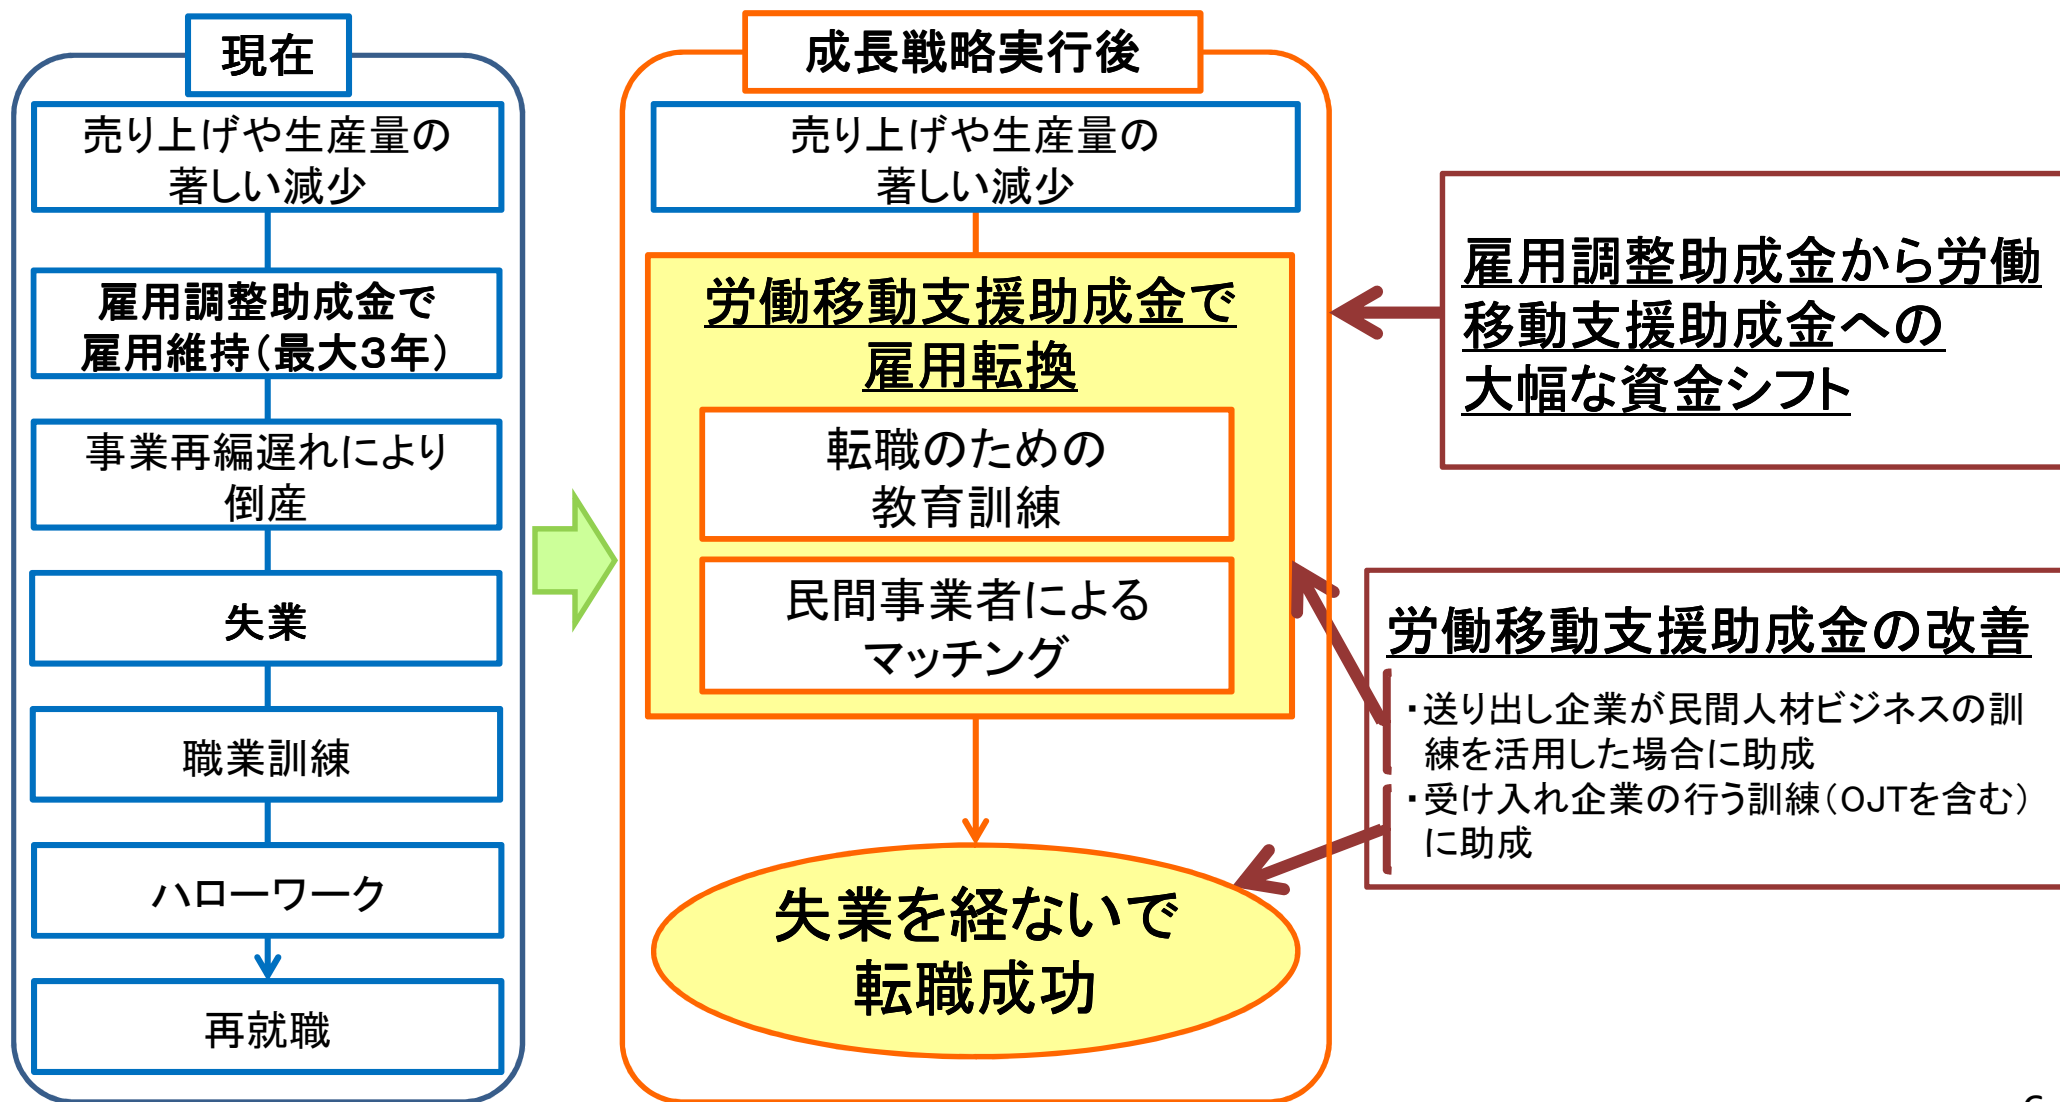 現在
売り上げや生産量の
著しい減少
雇用調整助成金で
雇用維持（最大３年）
事業再編遅れにより
倒産
失業
職業訓練
ハローワーク
再就職
成長戦略実行後
売り上げや生産量の
著しい減少
労働移動支援助成金で
雇用転換
転職のための
教育訓練
民間事業者による
マッチング
失業を経ないで
転職成功
雇用調整助成金から労働
移動支援助成金への
大幅な資金シフト
労働移動支援助成金の改善
・送り出し企業が民間人材ビジネスの訓
練を活用した場合に助成
・受け入れ企業の行う訓練（OJTを含む）
に助成